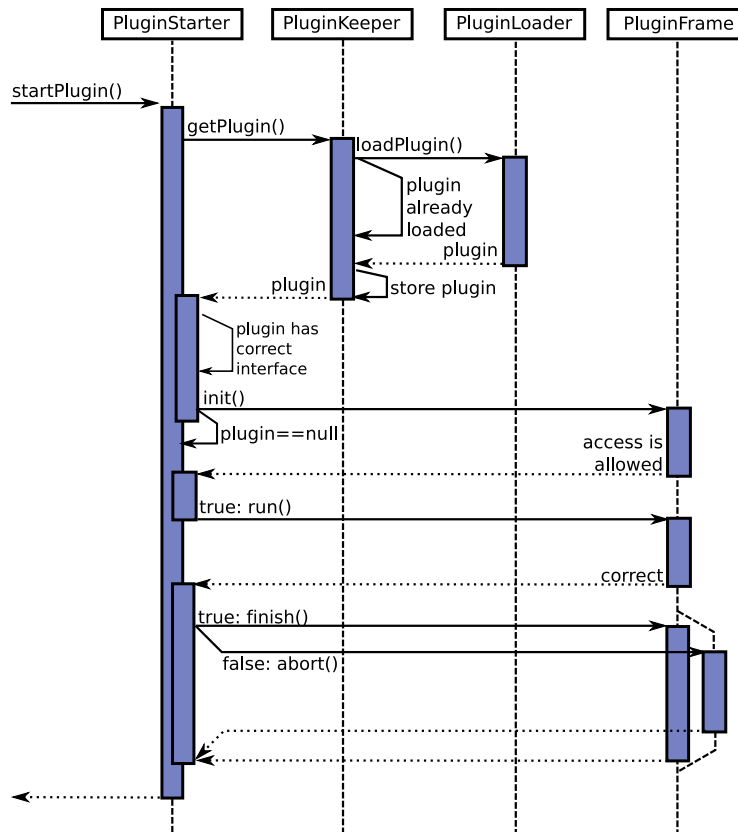 PluginStarter
PluginKeeper
PluginLoader
PluginFrame
startPlugin()
getPlugin()
loadPlugin()
plugin
already
loaded
plugin
store plugin
plugin
plugin has
correct
interface
init()
plugin==null
access is
allowed
true: run()
correct
true: finish()
false: abort()